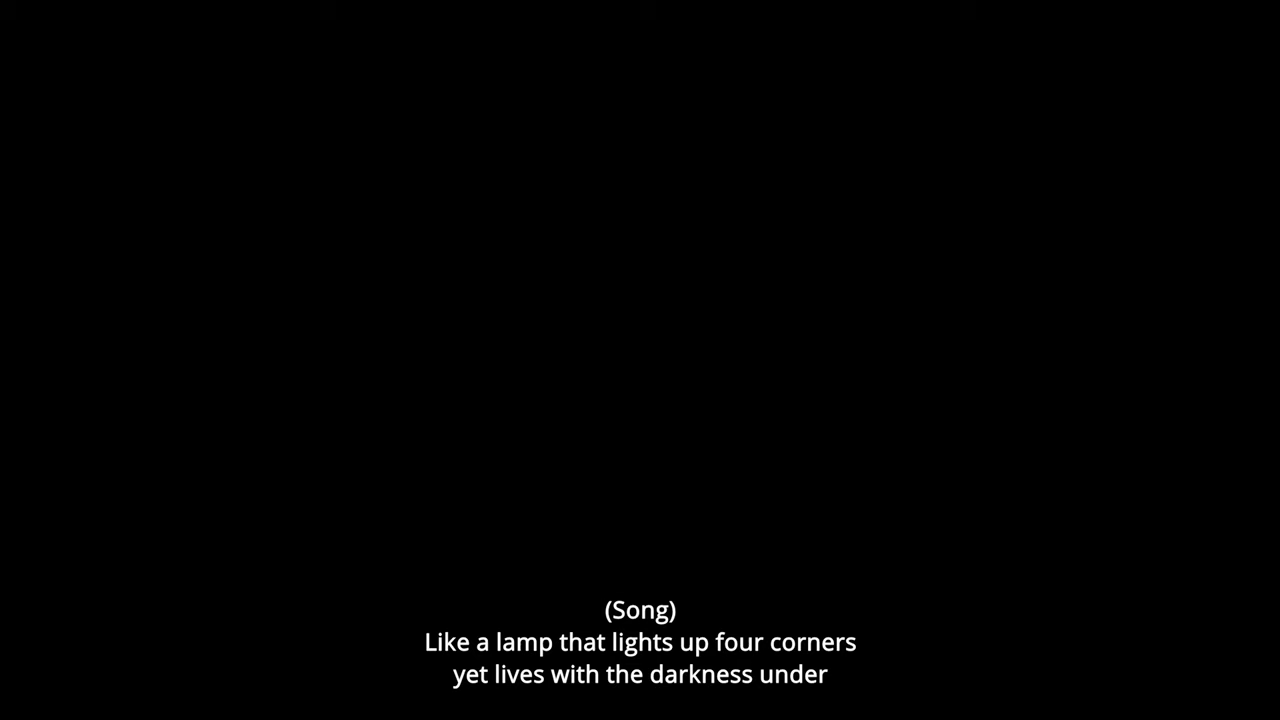 (Song)
Like a lamp that lights up four corners
yet lives with the darkness under